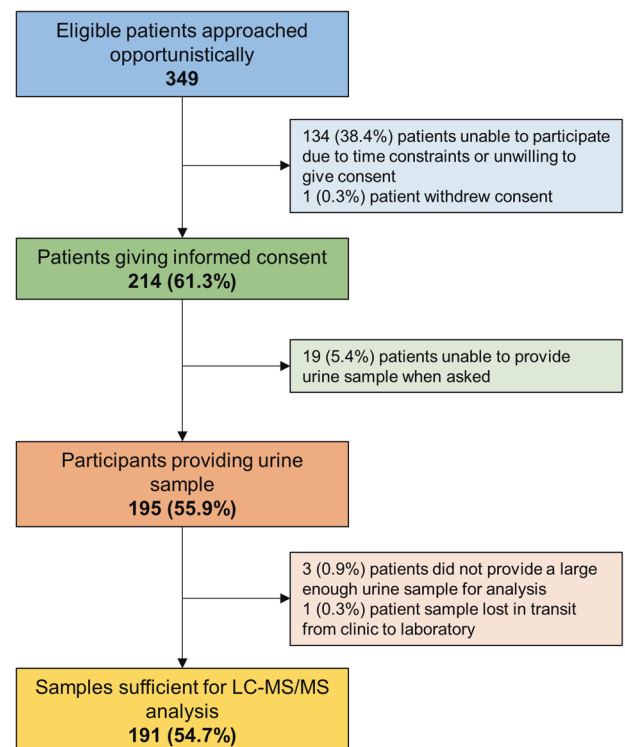 Eligible patients approached
opportunistically
349
134 (38.4%) patients unable to participate
due to time constraints or unwilling to
give consent
1 (0.3%) patient withdrew consent
Patients giving informed consent
214 (61.3%)
19 (5.4%) patients unable to provide
urine sample when asked
Participants providing urine
sample
195 (55.9%)
3 (0.9%) patients did not provide a large
enough urine sample for analysis
1 (0.3%) patient sample lost in transit
from clinic to laboratory
Samples sufficient for LC-MS/MS
analysis
191 (54.7%)